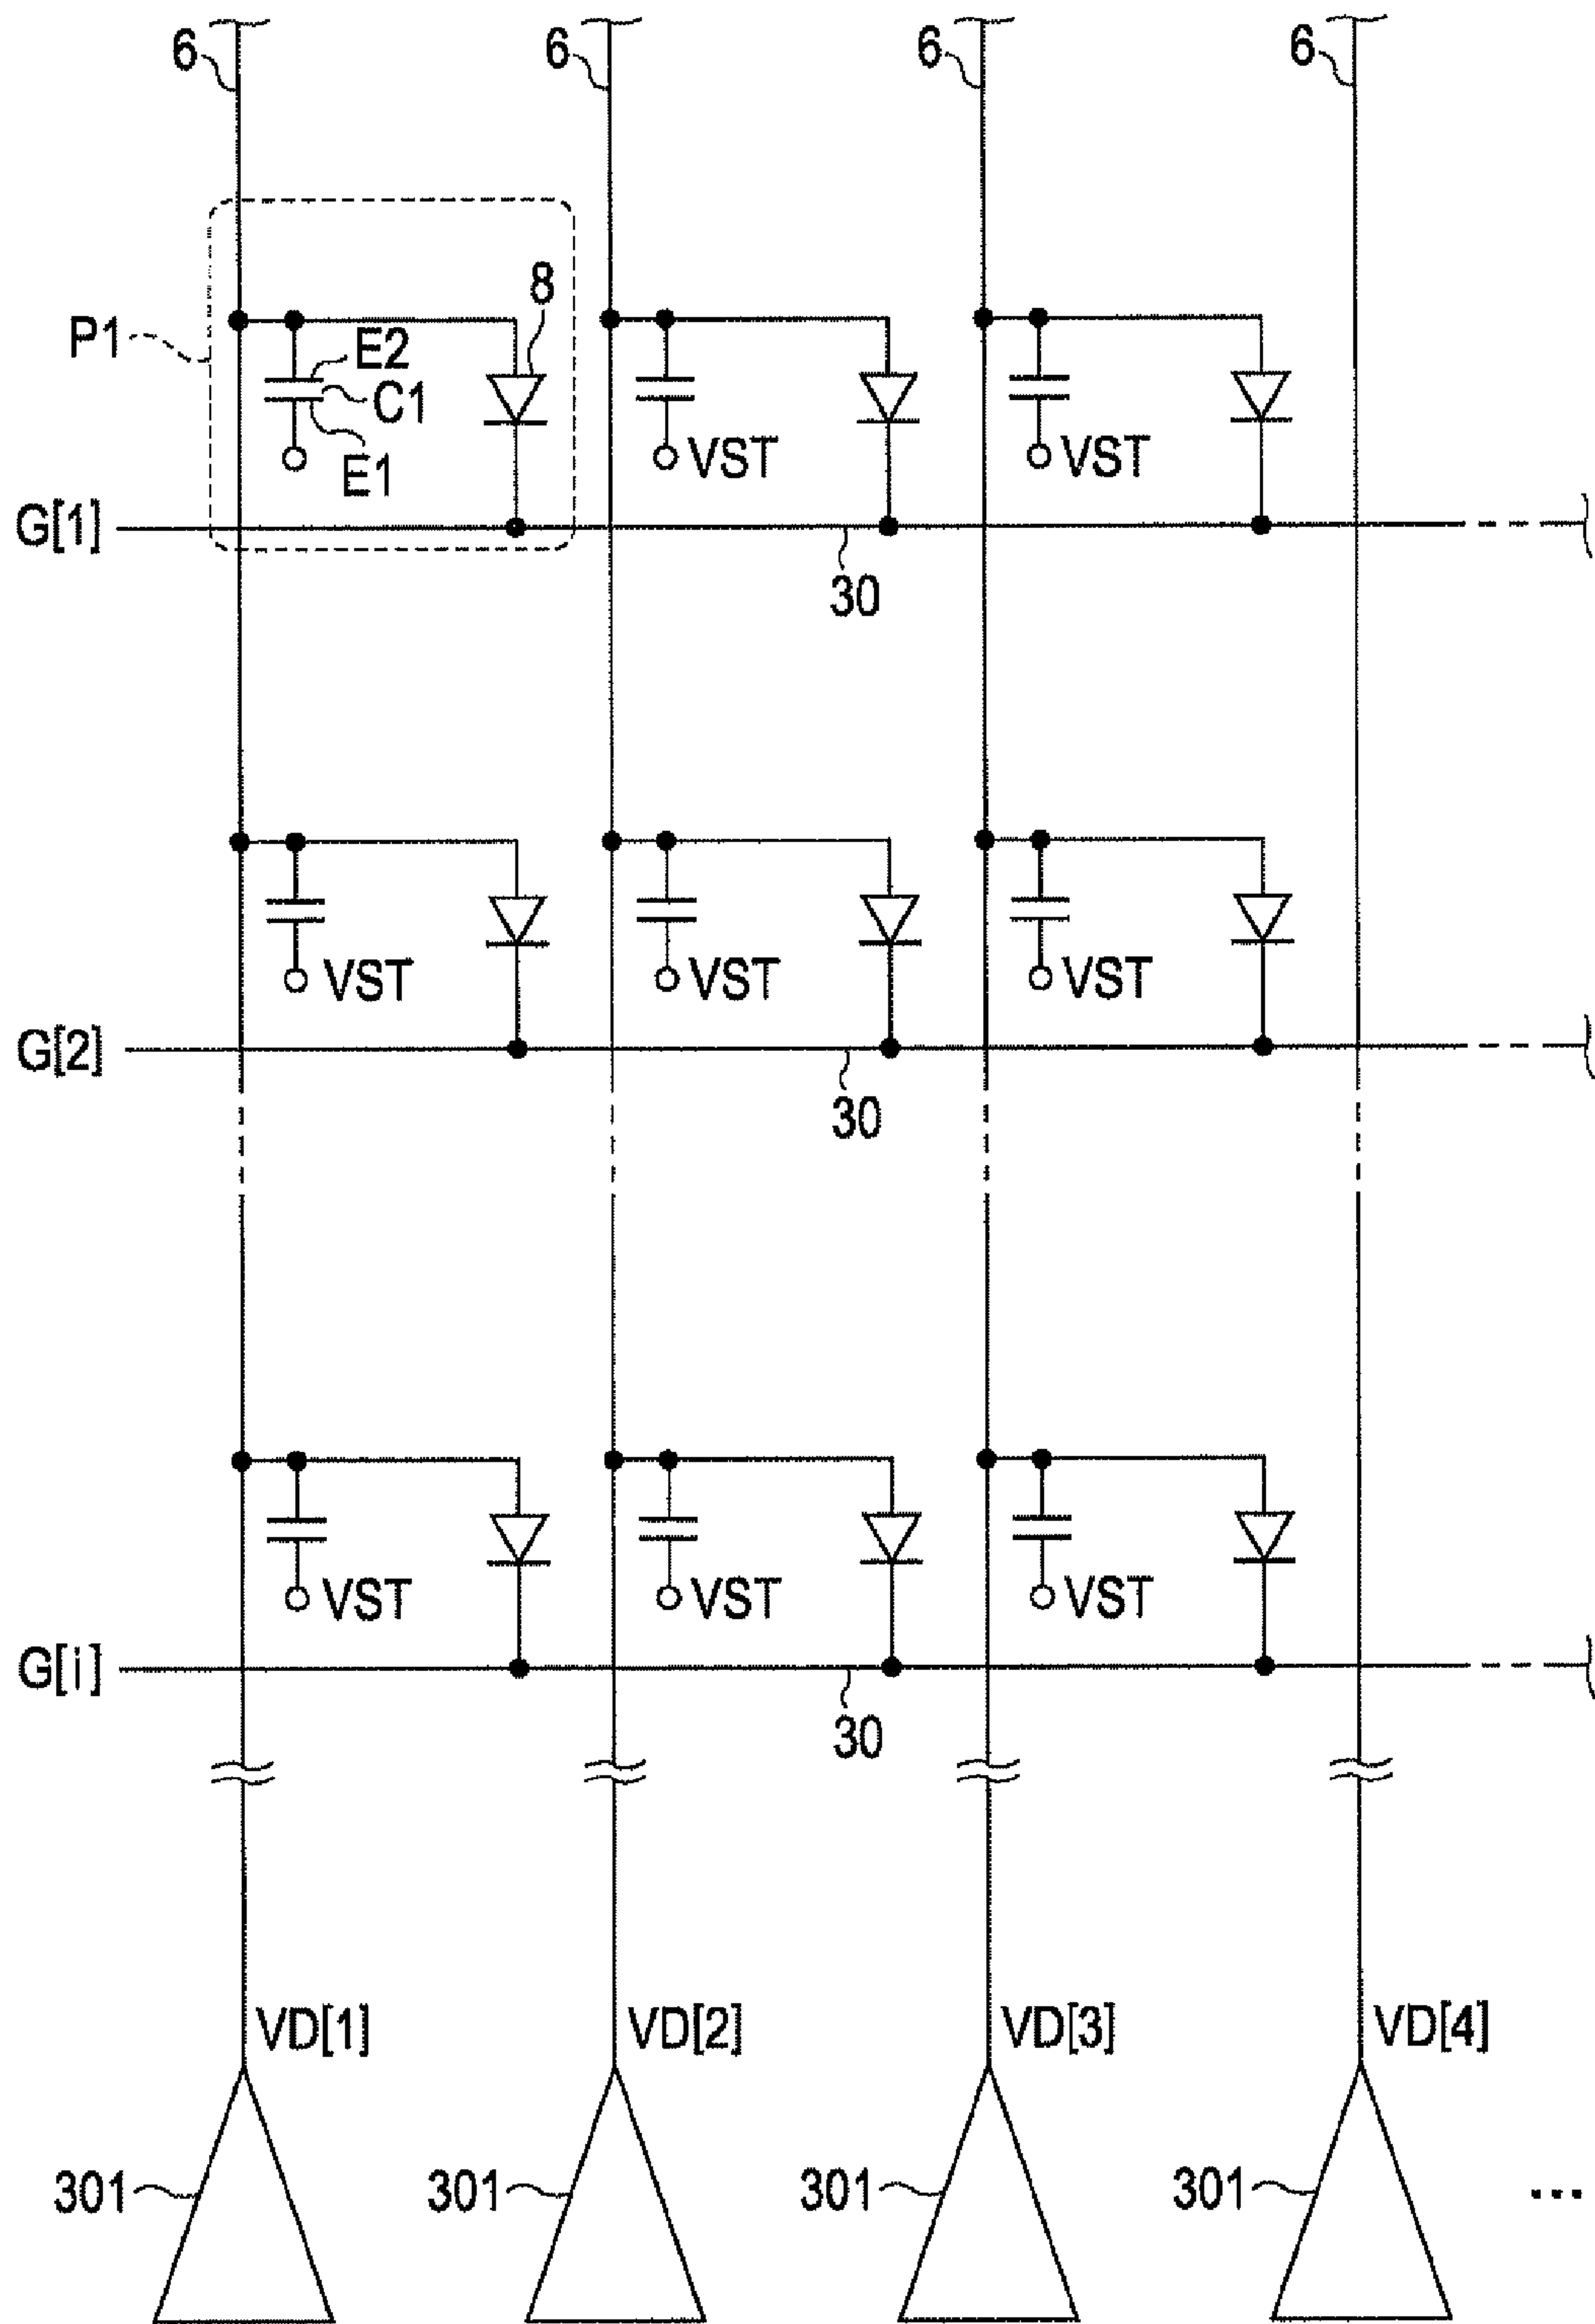 6 6 6 6
8
P1 E2
C1
E1 VST VST
G[1]
30
VST VST VST
G[2]
30
VST VST VST
G[i]
30
VD[1] VD[2] VD[3] VD[4]
301 301 301 301 ...